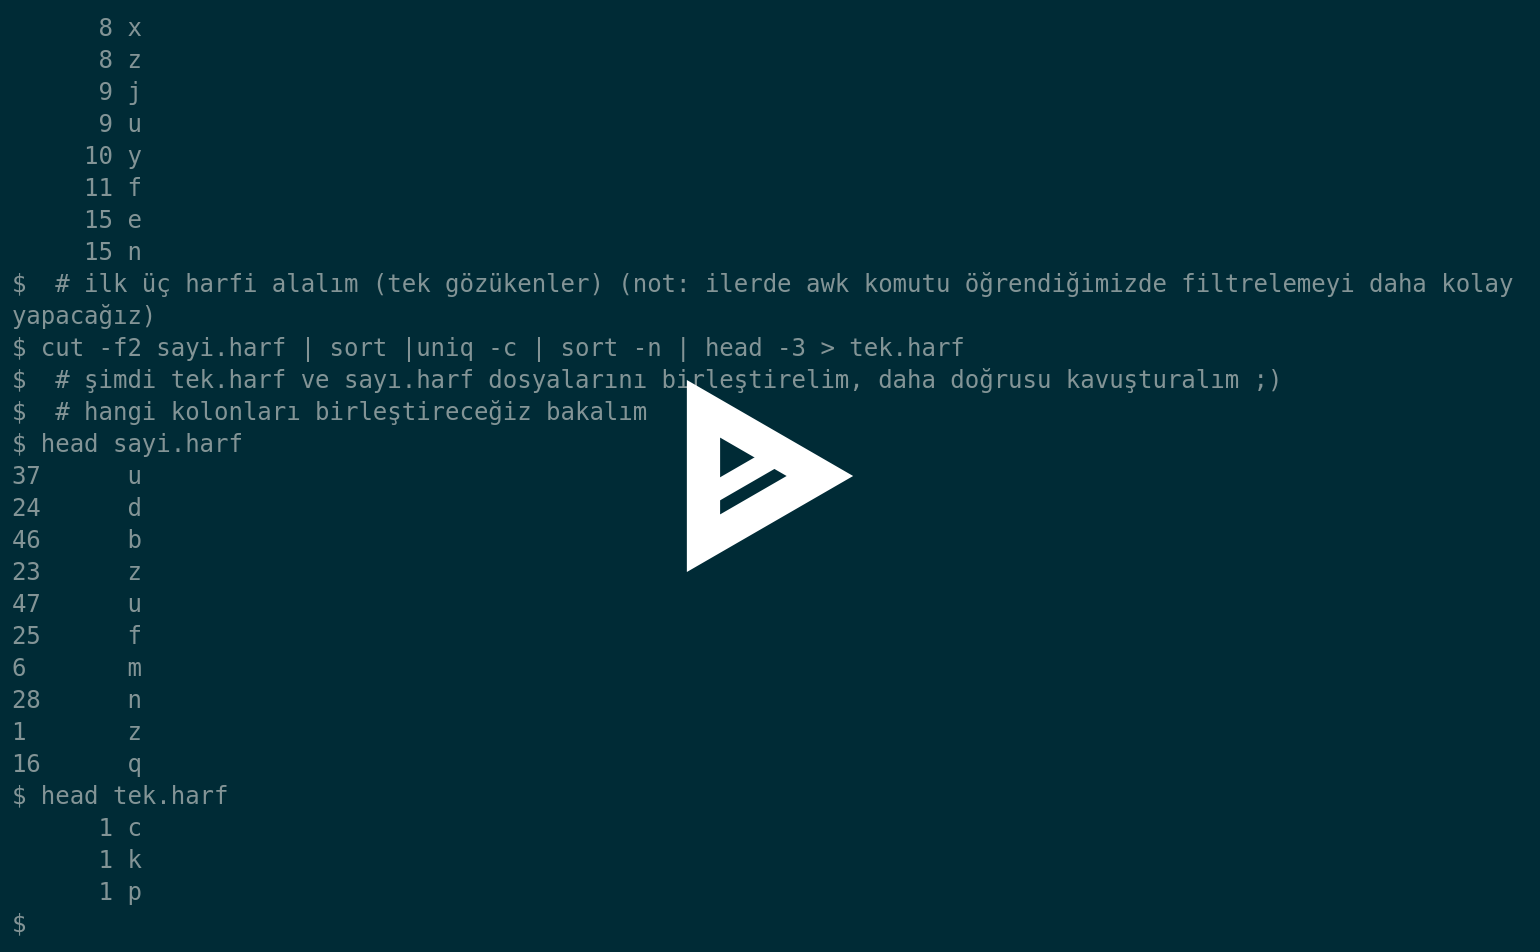 8 x
8 z
9 j
9 u
10 y
11 f
15 e
15 n
$  # ilk üç harfi alalım (tek gözükenler) (not: ilerde awk komutu öğrendiğimizde filtrelemeyi daha kolay
yapacağız)
$ cut -f2 sayi.harf | sort |uniq -c | sort -n | head -3 > tek.harf
$  # şimdi tek.harf ve sayı.harf dosyalarını birleştirelim, daha doğrusu kavuşturalım ;)
$  # hangi kolonları birleştireceğiz bakalım
$ head sayi.harf
37      u
24      d
46      b
23      z
47      u
25      f
6       m
28      n
1       z
16      q
$ head tek.harf
1 c
1 k
1 p
$